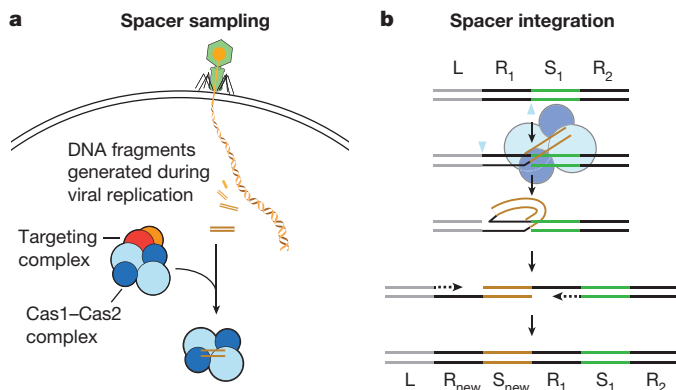 a Spacer sampling
DNA fragments
generated during
viral replication
Targeting
complex
Cas1–Cas2
complex
b Spacer integration
L R1 S1 R2
L Rnew Snew R1 S1 R2